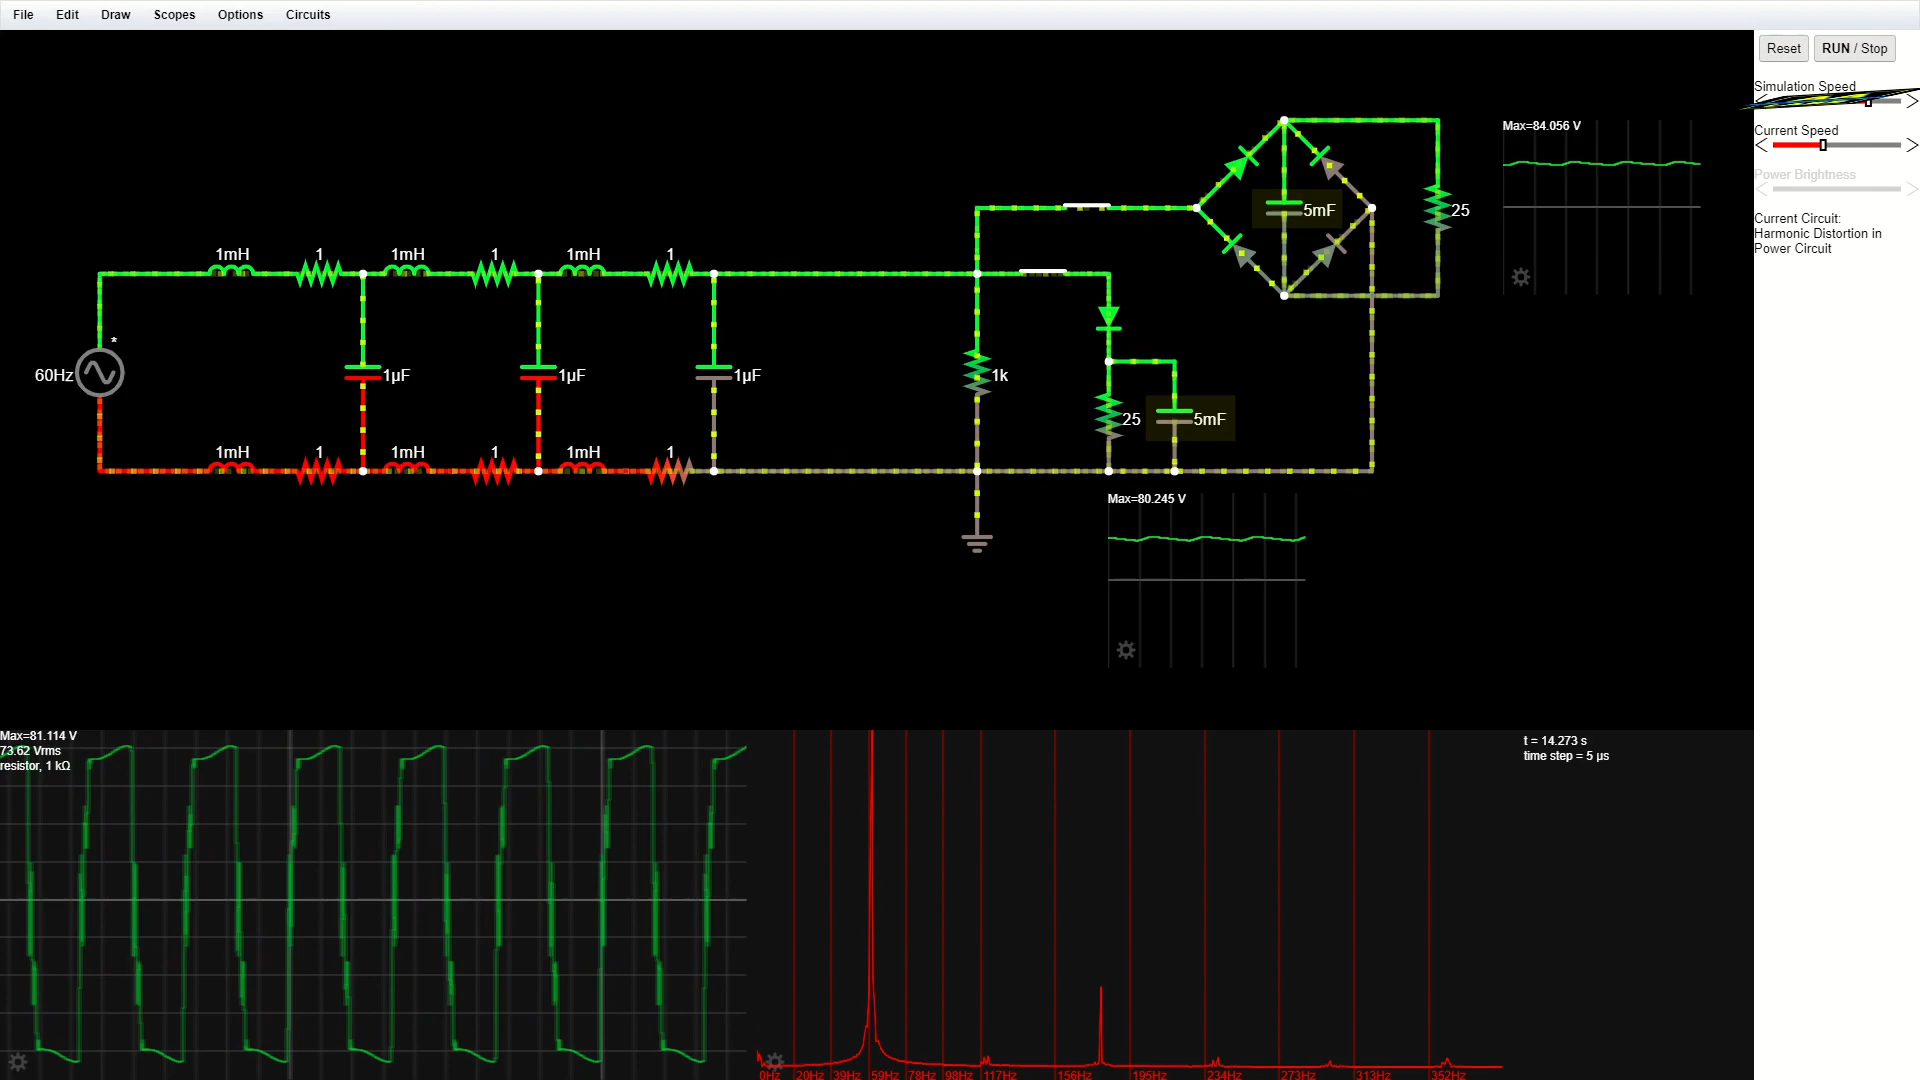 File Edit Draw Scopes Options Circuits
Reset RUN / Stop
Simulation Speed
Current Speed
Power Brightness
Current Circuit:
Harmonic Distortion in
Power Circuit
Max=84.056 V
5mF
25
1mH 1 1mH 1 1mH 1
*
60Hz
1µF 1µF 1µF
1k
25
5mF
1mH 1 1mH 1 1mH 1
Max=80.245 V
Max=81.114 V
73.62 Vrms
resistor, 1 kΩ
t = 14.273 s
time step = 5 µs
0Hz 20Hz 39Hz 59Hz 78Hz 98Hz 117Hz 156Hz 195Hz 234Hz 273Hz 313Hz 352Hz